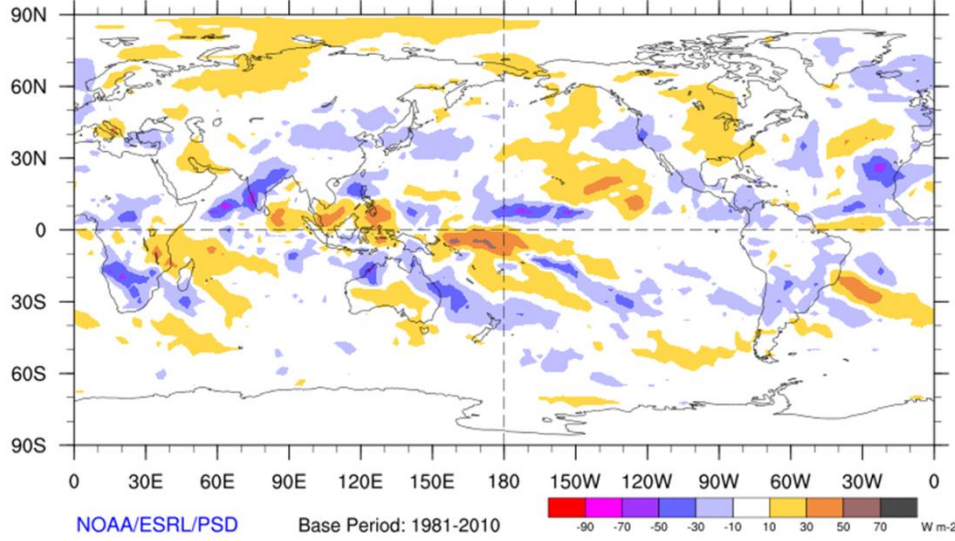 90N
60N
30N
0
30S
60S
90S
0 30E 60E 90E 120E 150E 180 150W 120W 90W 60W 30W 0
NOAA/ESRL/PSD Base Period: 1981-2010
-90 -70 -50 -30 -10 10 30 50 70 W m-2